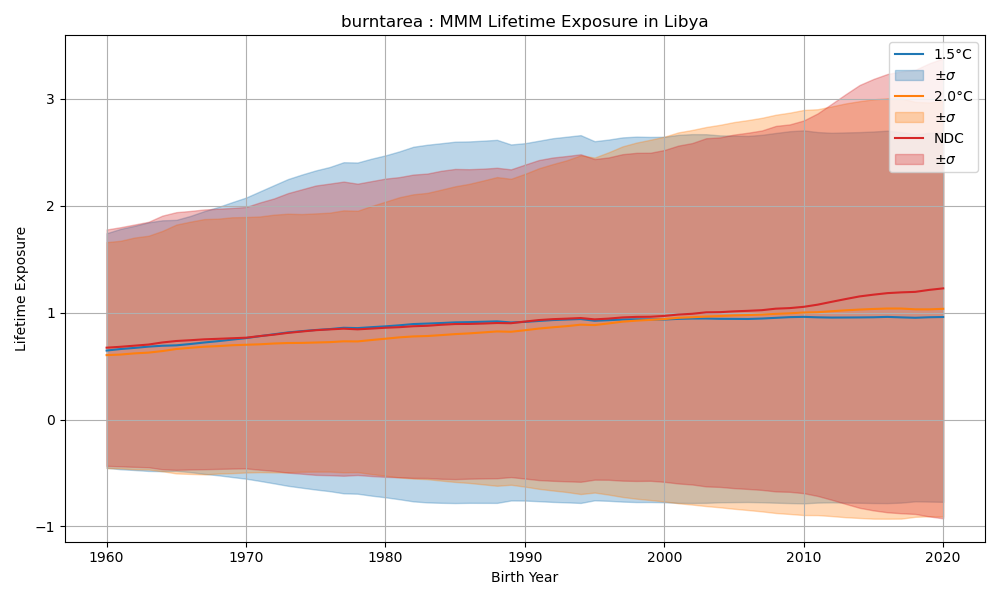 burntarea : MMM Lifetime Exposure in Libya
Lifetime Exposure
3
2
1
0
−1
1960 1970 1980 1990 2000 2010 2020
Birth Year
1.5°C
±σ
2.0°C
±σ
NDC
±σ